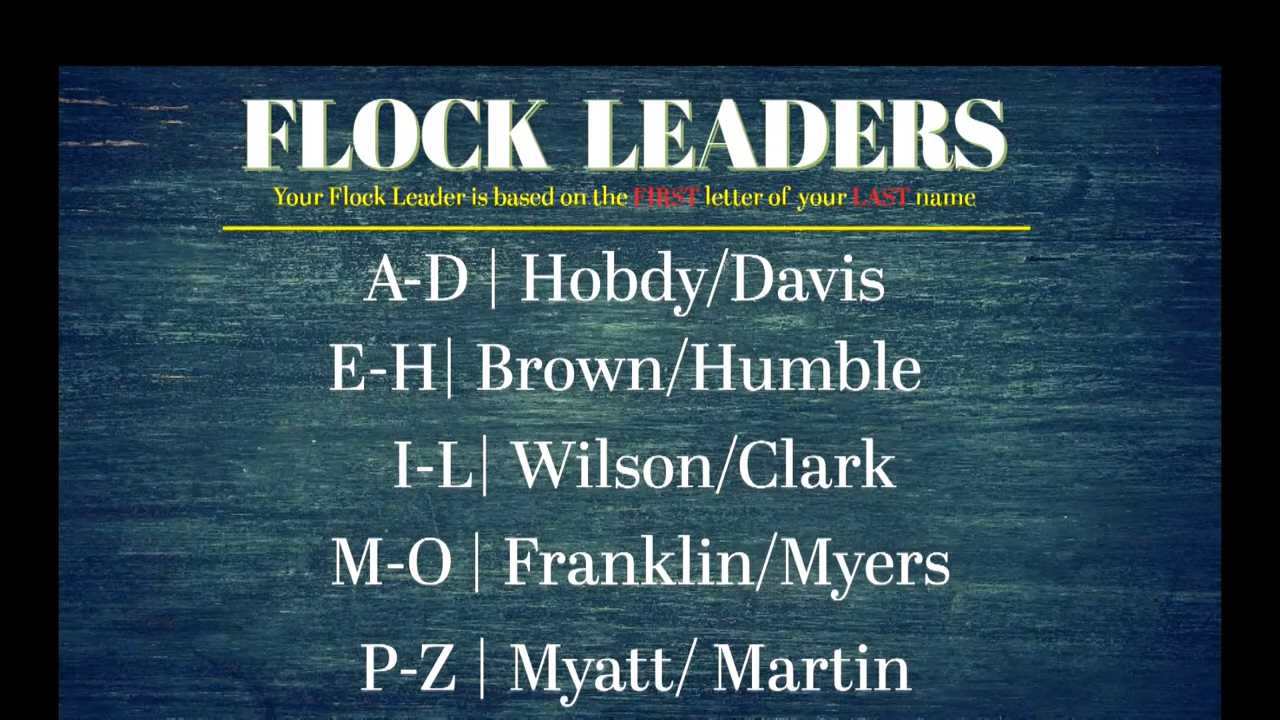 FLOCK LEADERS
Your Flock Leader is based on the FIRST letter of your LAST name
A-D | Hobdy/Davis
E-H| Brown/Humble
I-L| Wilson/Clark
M-O | Franklin/Myers
P-Z | Myatt/ Martin